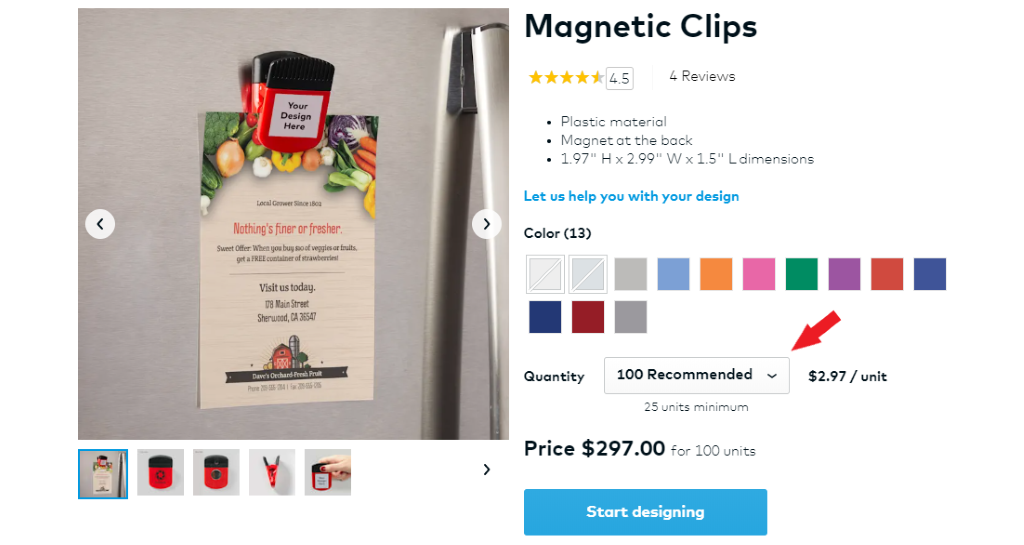 Magnetic Clips
4.5
4 Reviews
Plastic material
Magnet at the back
1.97" H x 2.99" W x 1.5" L dimensions
Let us help you with your design
Color (13)
Quantity
100 Recommended
$2.97 / unit
25 units minimum
Price $297.00 for 100 units
Start designing
Your
Design
Here
Local Grower Since 1802
Nothing's finer or fresher.
Sweet Offer: When you buy $20 of veggies or fruits,
get a FREE container of strawberries!
Visit us today.
178 Main Street
Sherwood, CA 36547
Dave's Orchard-Fresh Fruit